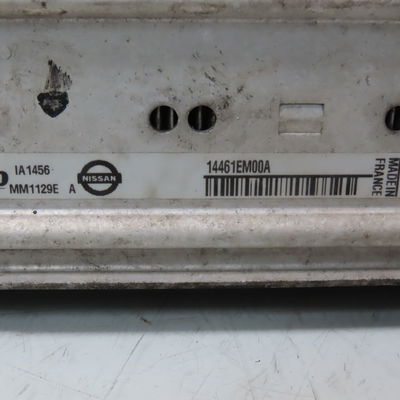 IA1456
MM1129E A
NISSAN
14461EM00A
MADE IN
FRANCE